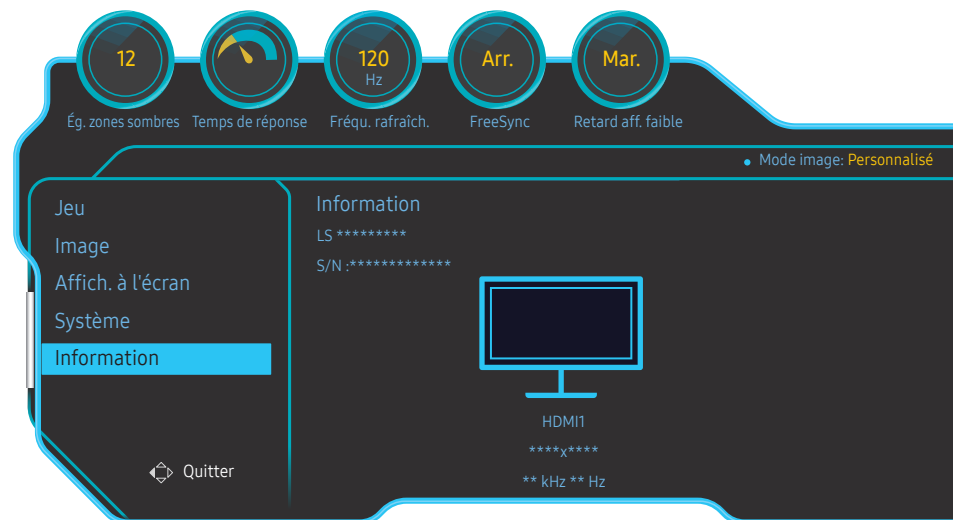 12
120
Hz
Arr.
Mar.
Ég. zones sombres
Temps de réponse
Fréqu. rafraîch.
FreeSync
Retard aff. faible
Mode image: Personnalisé
Jeu
Image
Affich. à l'écran
Système
Information
Quitter
Information
LS *********
S/N :*************
HDMI1
****x****
** kHz ** Hz